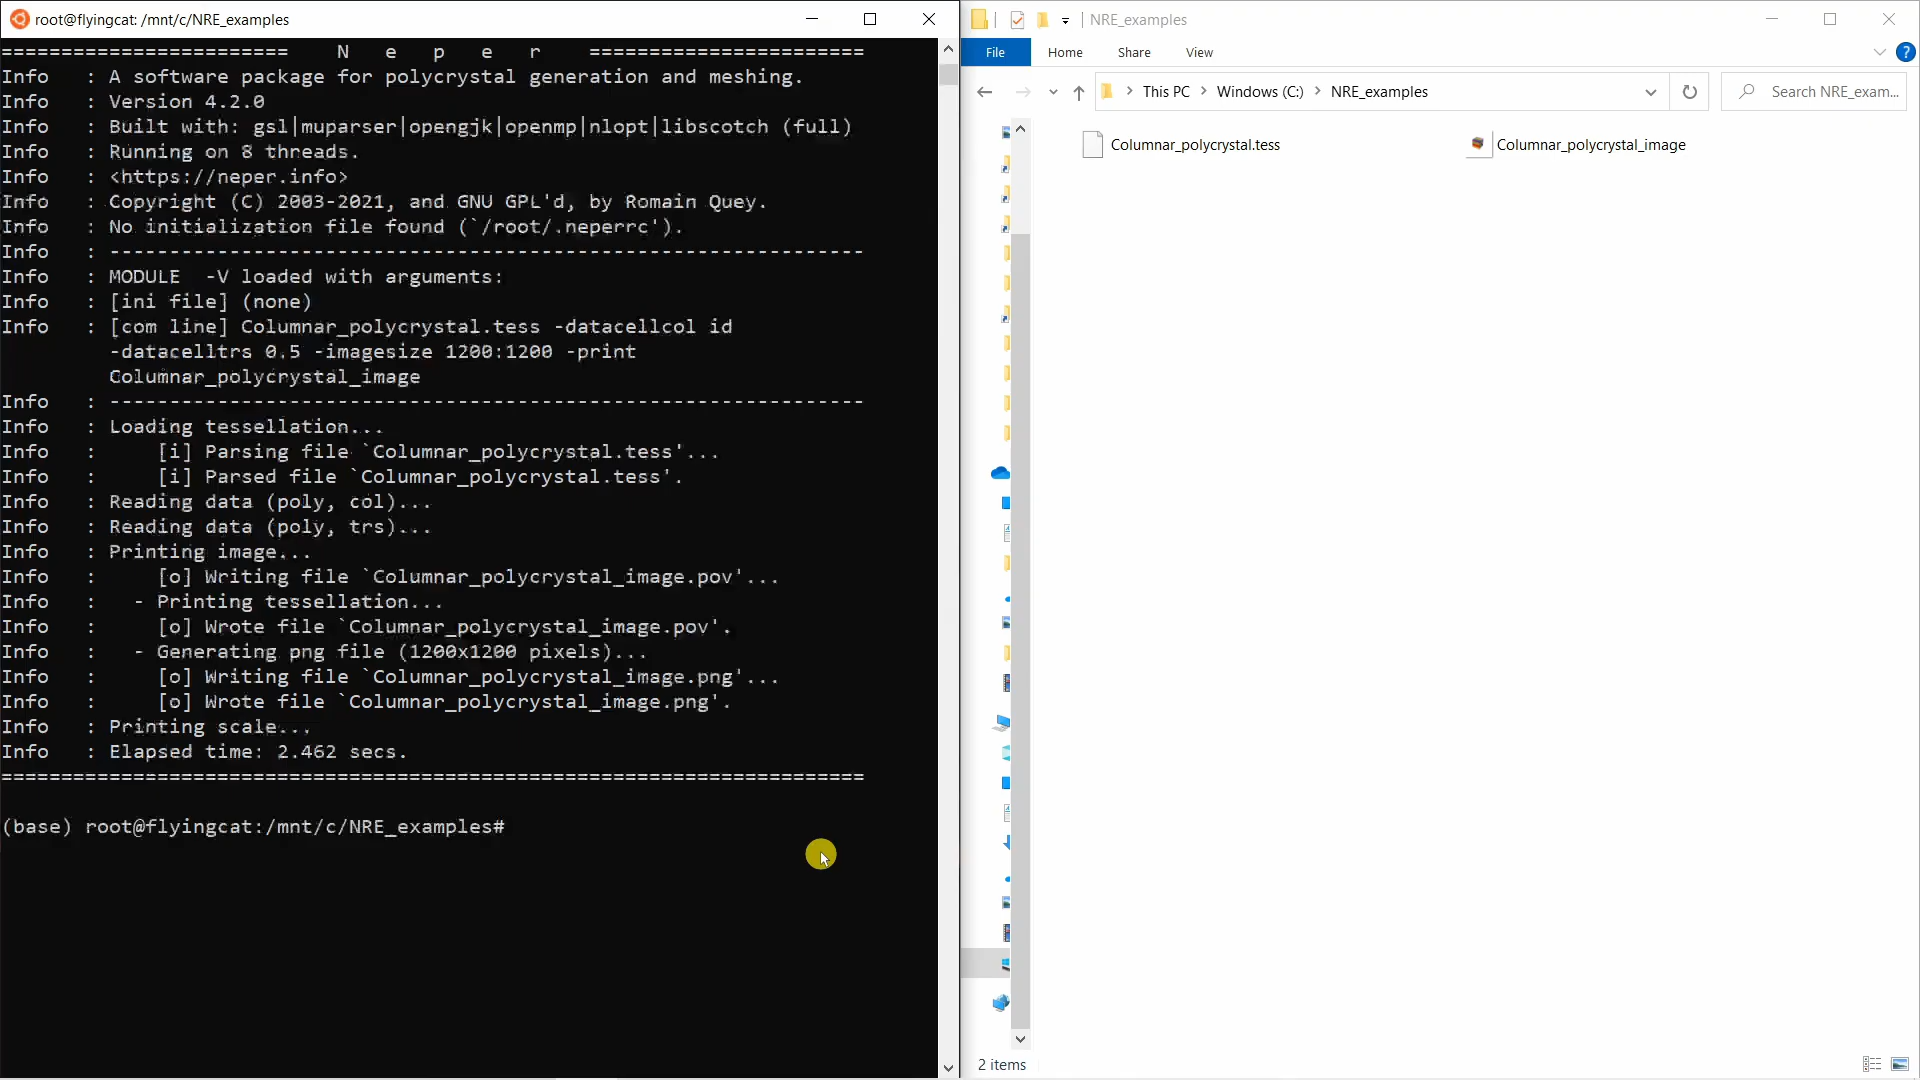 root@flyingcat: /mnt/c/NRE_examples
======================== N e p e r =======================
Info : A software package for polycrystal generation and meshing.
Info : Version 4.2.0
Info : Built with: gsl|muparser|opengjk|openmp|nlopt|libscotch (full)
Info : Running on 8 threads.
Info : <https://neper.info>
Info : Copyright (C) 2003-2021, and GNU GPL'd, by Romain Quey.
Info : No initialization file found (`/root/.neperrc').
Info : ---------------------------------------------------------------
Info : MODULE  -V loaded with arguments:
Info : [ini file] (none)
Info : [com line] Columnar_polycrystal.tess -datacellcol id
-datacelltrs 0.5 -imagesize 1200:1200 -print
Columnar_polycrystal_image
Info : ---------------------------------------------------------------
Info : Loading tessellation...
Info : [i] Parsing file `Columnar_polycrystal.tess'...
Info : [i] Parsed file `Columnar_polycrystal.tess'.
Info : Reading data (poly, col)...
Info : Reading data (poly, trs)...
Info : Printing image...
Info : [o] Writing file `Columnar_polycrystal_image.pov'...
Info : - Printing tessellation...
Info : [o] Wrote file `Columnar_polycrystal_image.pov'.
Info : - Generating png file (1200x1200 pixels)...
Info : [o] Writing file `Columnar_polycrystal_image.png'...
Info : [o] Wrote file `Columnar_polycrystal_image.png'.
Info : Printing scale...
Info : Elapsed time: 2.462 secs.
========================================================================
(base) root@flyingcat:/mnt/c/NRE_examples#
NRE_examples
File Home Share View
This PC > Windows (C:) > NRE_examples
Search NRE_exam...
Columnar_polycrystal.tess
Columnar_polycrystal_image
2 items